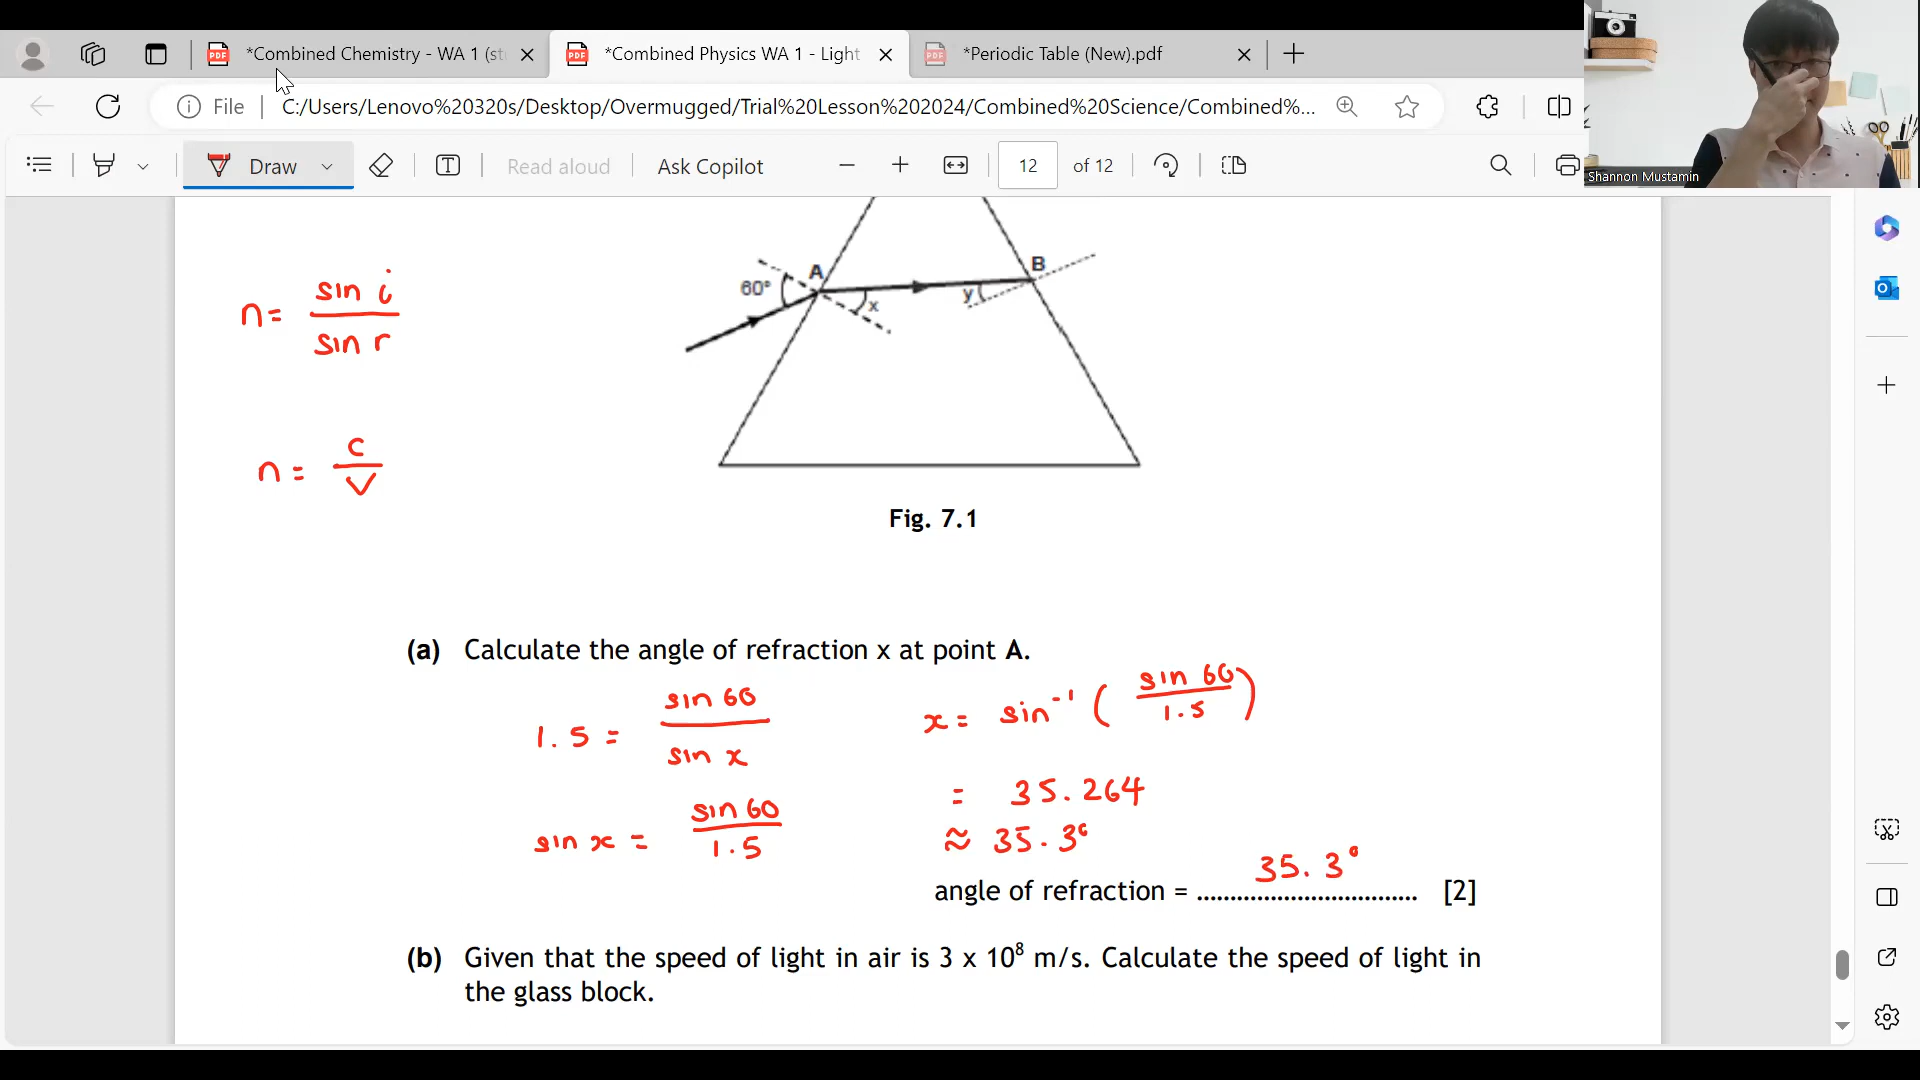 *Combined Chemistry - WA 1 (st
*Combined Physics WA 1 - Light
*Periodic Table (New).pdf
File
C:/Users/Lenovo%20320s/Desktop/Overmugged/Trial%20Lesson%202024/Combined%20Science/Combined%...
Draw
Read aloud
Ask Copilot
12 of 12
Shannon Mustamin
n = sin i / sin r
n = c / v
60°
A
x
y
B
Fig. 7.1
(a) Calculate the angle of refraction x at point A.
1.5 = sin 60 / sin x
sin x = sin 60 / 1.5
x = sin⁻¹ ( sin 60 / 1.5 )
= 35.264
≈ 35.3°
35.3°
angle of refraction = ................................. [2]
(b) Given that the speed of light in air is 3 x 10⁸ m/s. Calculate the speed of light in
the glass block.